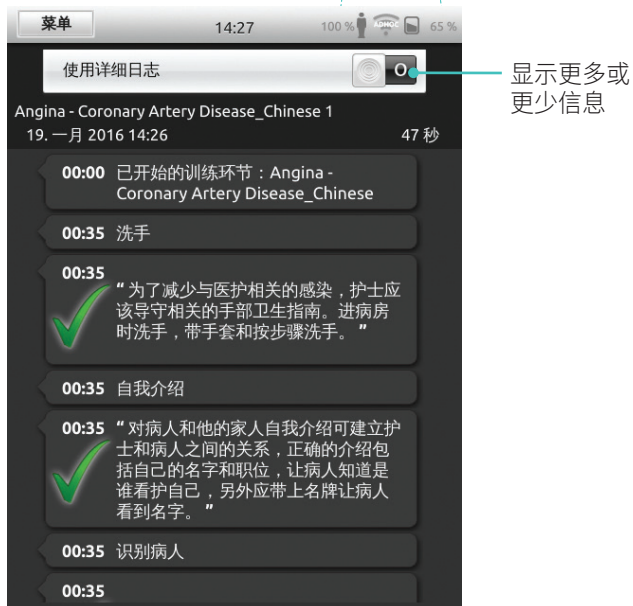 菜单 14:27 100 % ADHOC 65 %
使用详细日志 O
显示更多或
更少信息
Angina - Coronary Artery Disease_Chinese 1
19. 一月 2016 14:26 47 秒
00:00 已开始的训练环节：Angina -
Coronary Artery Disease_Chinese
00:35 洗手
00:35
“ 为了减少与医护相关的感染，护士应
该导守相关的手部卫生指南。进病房
时洗手，带手套和按步骤洗手。 ”
00:35 自我介绍
00:35 “ 对病人和他的家人自我介绍可建立护
士和病人之间的关系，正确的介绍包
括自己的名字和职位，让病人知道是
谁看护自己，另外应带上名牌让病人
看到名字。 ”
00:35 识别病人
00:35